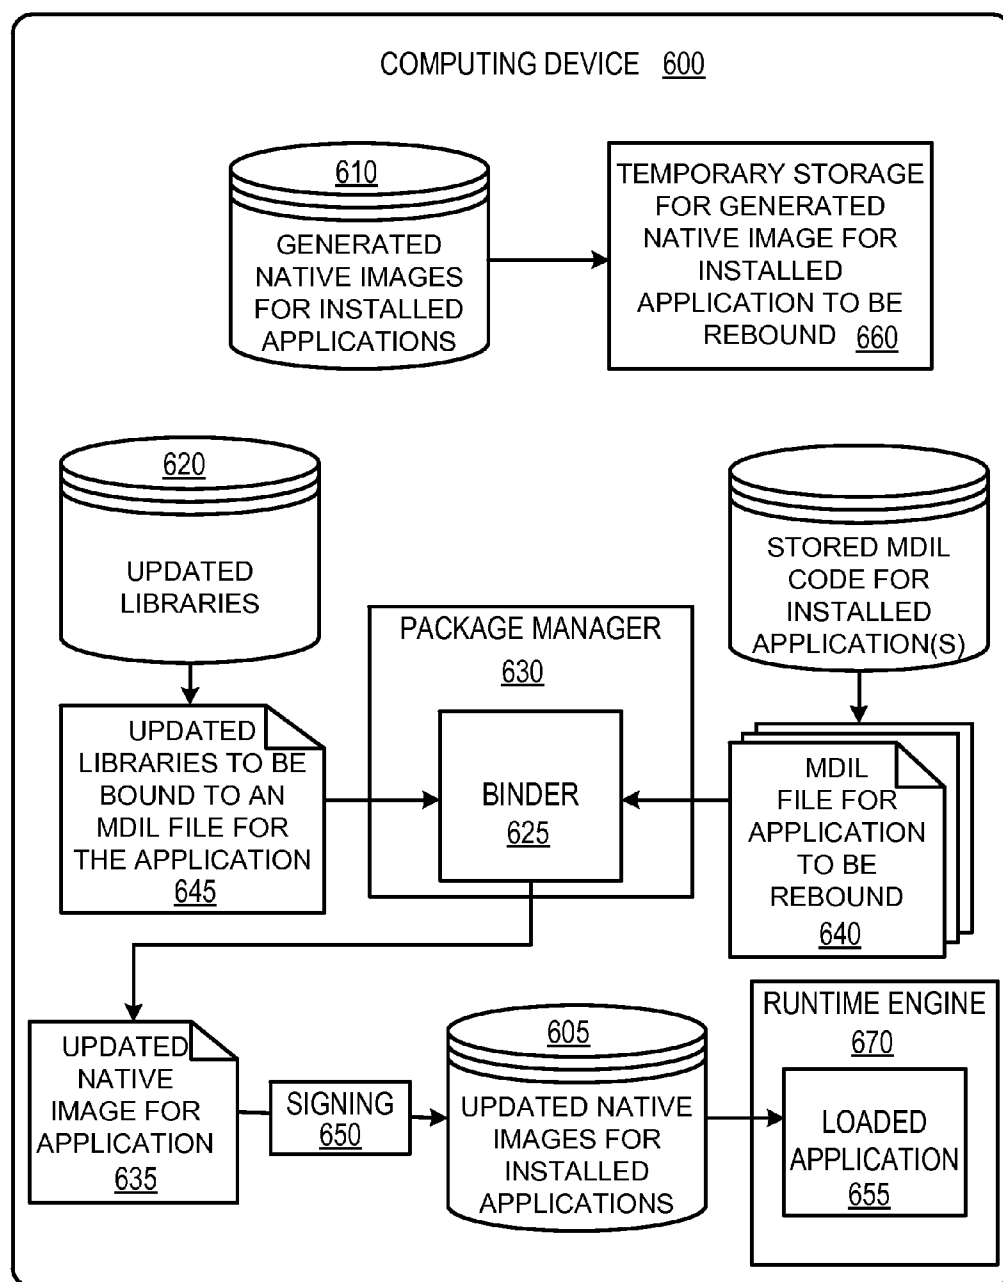 COMPUTING DEVICE 600
610
GENERATED
NATIVE IMAGES
FOR INSTALLED
APPLICATIONS
TEMPORARY STORAGE
FOR GENERATED
NATIVE IMAGE FOR
INSTALLED
APPLICATION TO BE
REBOUND 660
620
UPDATED
LIBRARIES
STORED MDIL
CODE FOR
INSTALLED
APPLICATION(S)
PACKAGE MANAGER
630
UPDATED
LIBRARIES TO BE
BOUND TO AN
MDIL FILE FOR
THE APPLICATION
645
BINDER
625
MDIL
FILE FOR
APPLICATION
TO BE
REBOUND
640
UPDATED
NATIVE
IMAGE FOR
APPLICATION
635
SIGNING
650
605
UPDATED NATIVE
IMAGES FOR
INSTALLED
APPLICATIONS
RUNTIME ENGINE
670
LOADED
APPLICATION
655